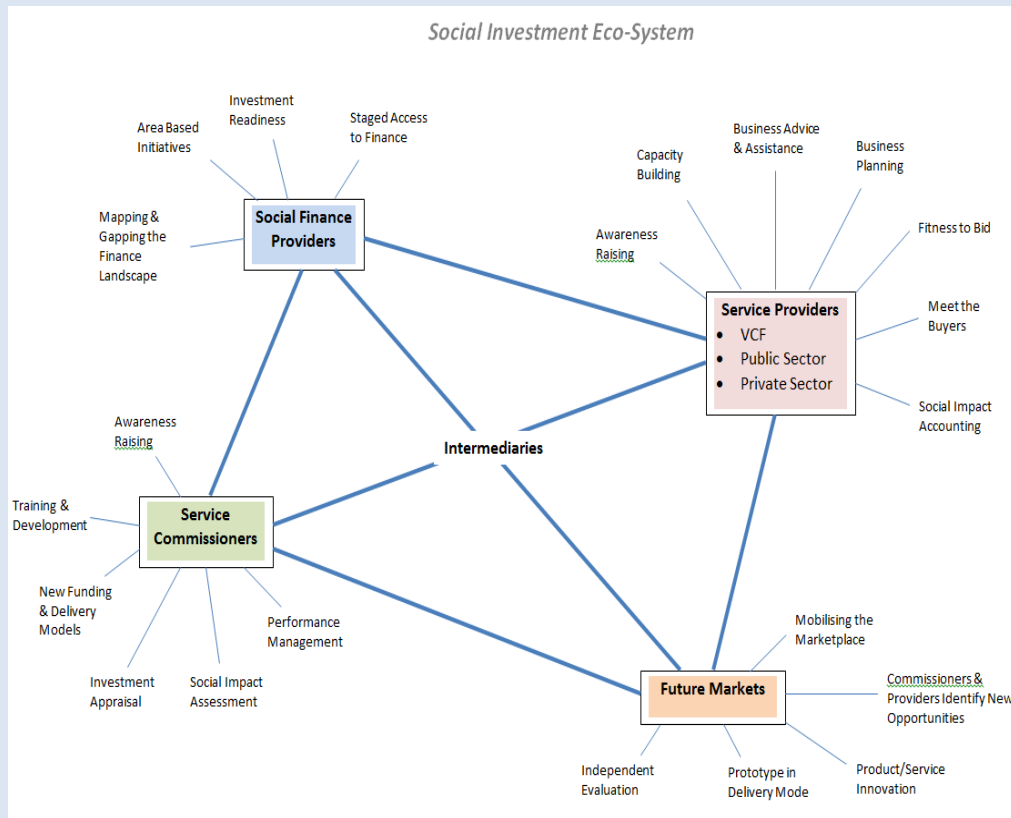 Social Investment Eco-System
Area Based
Initiatives
Investment
Readiness
Staged Access
to Finance
Mapping &
Gapping the
Finance
Landscape
Social Finance
Providers
Awareness
Raising
Capacity
Building
Business Advice
& Assistance
Business
Planning
Fitness to Bid
Meet the
Buyers
Social Impact
Accounting
Service Providers
• VCF
• Public Sector
• Private Sector
Intermediaries
Awareness
Raising
Training &
Development
New Funding
& Delivery
Models
Investment
Appraisal
Social Impact
Assessment
Performance
Management
Service
Commissioners
Future Markets
Mobilising the
Marketplace
Commissioners &
Providers Identify New
Opportunities
Product/Service
Innovation
Prototype in
Delivery Mode
Independent
Evaluation